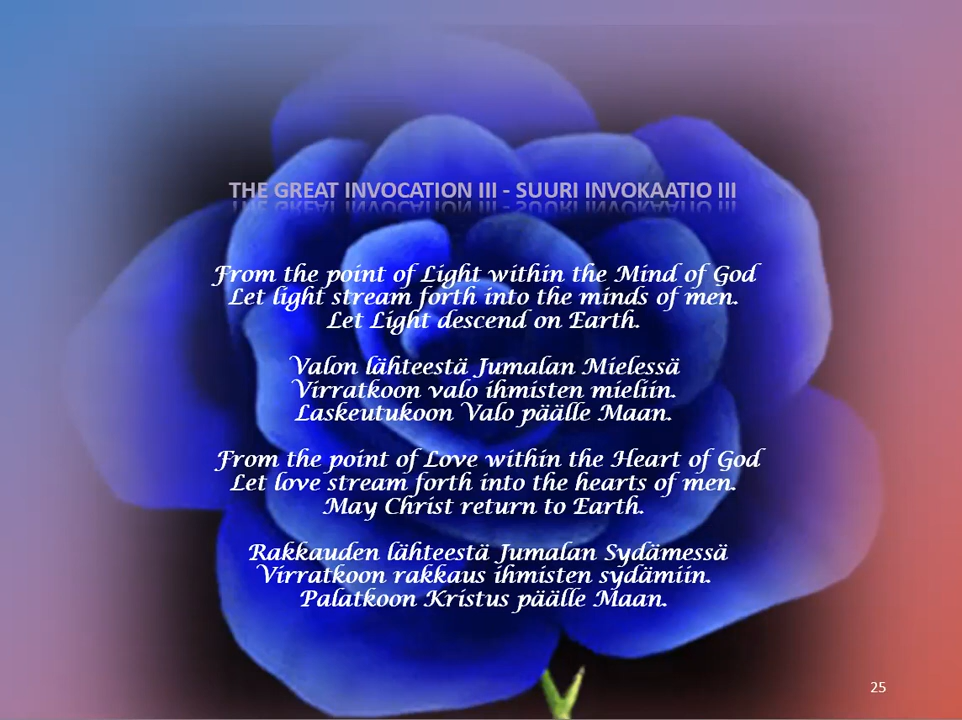 THE GREAT INVOCATION III - SUURI INVOKAATIO III
From the point of Light within the Mind of God
Let light stream forth into the minds of men.
Let Light descend on Earth.
Valon lähteestä Jumalan Mielessä
Virratkoon valo ihmisten mieliin.
Laskeutukoon Valo päälle Maan.
From the point of Love within the Heart of God
Let love stream forth into the hearts of men.
May Christ return to Earth.
Rakkauden lähteestä Jumalan Sydämessä
Virratkoon rakkaus ihmisten sydämiin.
Palatkoon Kristus päälle Maan.
25